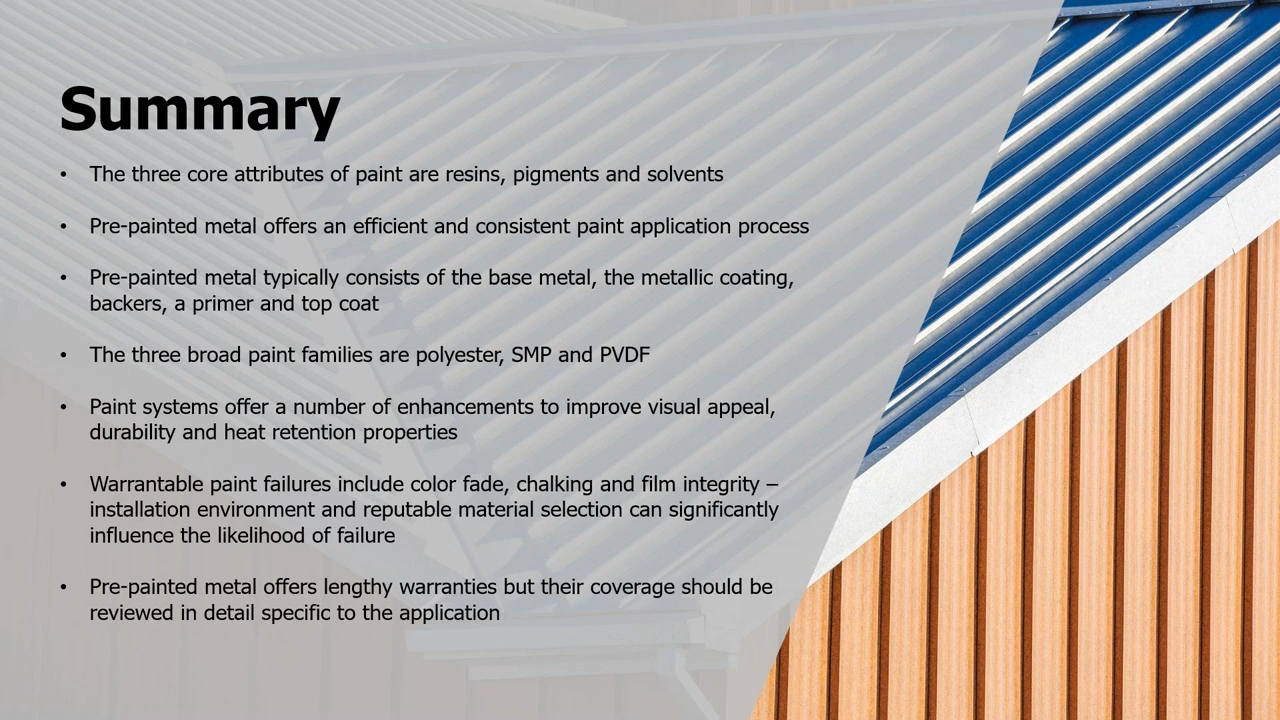 Summary
• The three core attributes of paint are resins, pigments and solvents
• Pre-painted metal offers an efficient and consistent paint application process
• Pre-painted metal typically consists of the base metal, the metallic coating,
backers, a primer and top coat
• The three broad paint families are polyester, SMP and PVDF
• Paint systems offer a number of enhancements to improve visual appeal,
durability and heat retention properties
• Warrantable paint failures include color fade, chalking and film integrity –
installation environment and reputable material selection can significantly
influence the likelihood of failure
• Pre-painted metal offers lengthy warranties but their coverage should be
reviewed in detail specific to the application